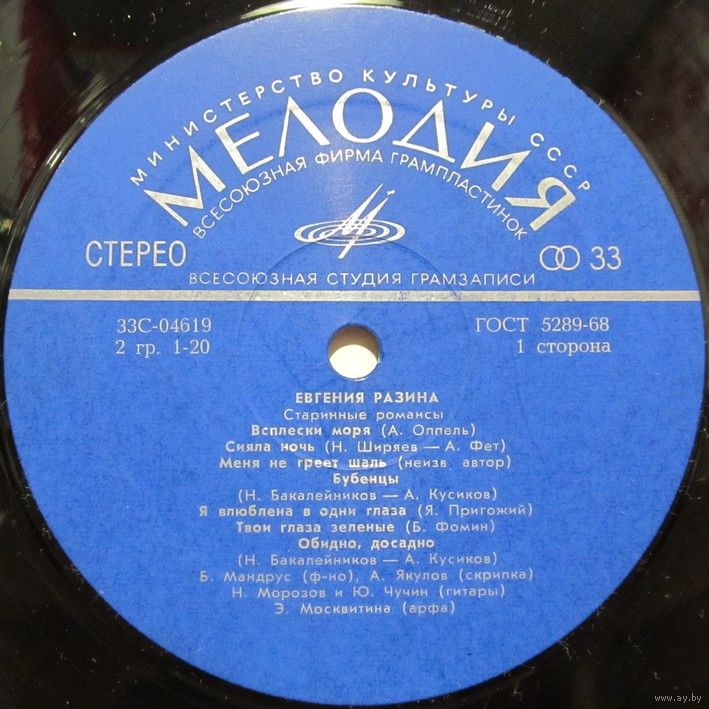 МИНИСТЕРСТВО КУЛЬТУРЫ СССР
МЕЛОДИЯ
ВСЕСОЮЗНАЯ ФИРМА ГРАМПЛАСТИНОК
СТЕРЕО
33
ВСЕСОЮЗНАЯ СТУДИЯ ГРАМЗАПИСИ
33С-04619
ГОСТ 5289-68
2 гр. 1-20
1 сторона
ЕВГЕНИЯ РАЗИНА
Старинные романсы
Всплески моря (А. Оппель)
Сияла ночь (Н. Ширяев — А. Фет)
Меня не греет шаль (неизв. автор)
Бубенцы
(Н. Бакалейников — А. Кусиков)
Я влюблена в одни глаза (Я. Пригожий)
Твои глаза зеленые (Б. Фомин)
Обидно, досадно
(Н. Бакалейников — А. Кусиков)
Б. Мандрус (ф-но), А. Якулов (скрипка)
Н. Морозов и Ю. Чучин (гитары)
Э. Москвитина (арфа)
www.ay.by